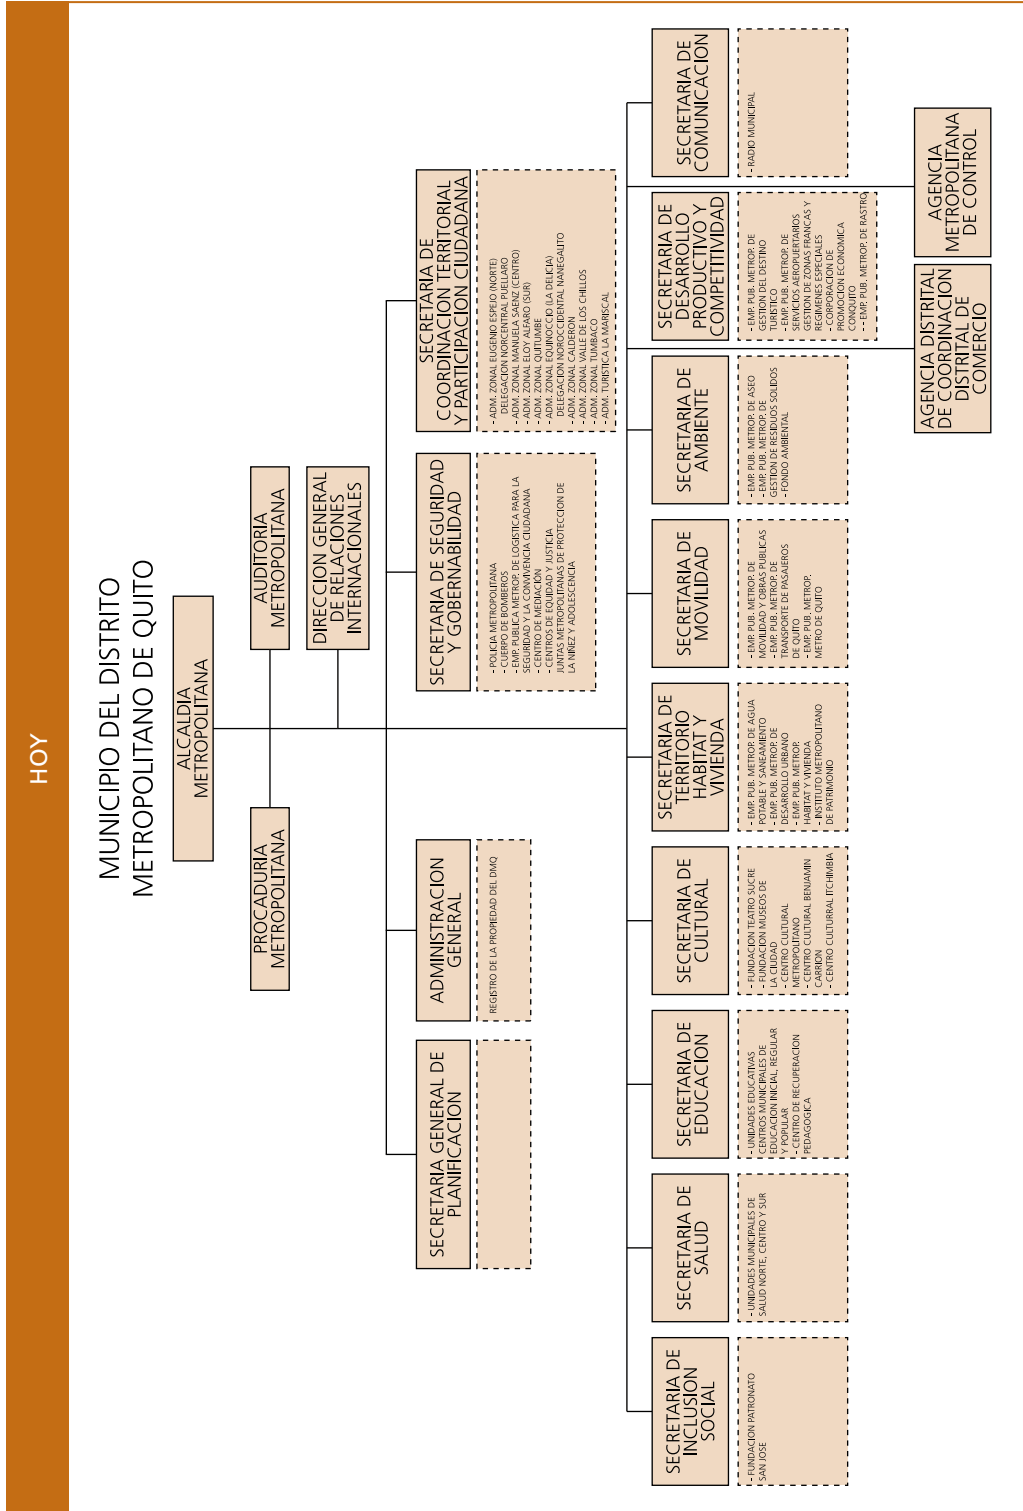 HOY
MUNICIPIO DEL DISTRITO
METROPOLITANO DE QUITO
ALCALDIA
METROPOLITANA
PROCADURIA
METROPOLITANA
AUDITORIA
METROPOLITANA
DIRECCION GENERAL
DE RELACIONES
INTERNACIONALES
SECRETARIA GENERAL DE
PLANIFICACION
ADMINISTRACION
GENERAL
REGISTRO DE LA PROPIEDAD DEL DMQ
SECRETARIA DE SEGURIDAD
Y GOBERNABILIDAD
- POLICIA METROPOLITANA
- CUERPO DE BOMBEROS
- EMP. PUBLICA METROP. DE LOGISTICA PARA LA
SEGURIDAD Y LA CONVIVENCIA CIUDADANA
- CENTRO DE MEDIACIÓN
- CENTROS DE EQUIDAD Y JUSTICIA
JUNTAS METROPOLITANAS DE PROTECCION DE
LA NIÑEZ Y ADOLESCENCIA
SECRETARIA DE
COORDINACION TERRITORIAL
Y PARTICIPACION CIUDADANA
- ADM. ZONAL EUGENIO ESPEJO (NORTE)
DELEGACION NORCENTRAL PUELLARO
- ADM. ZONAL MANUELA SAENZ (CENTRO)
- ADM. ZONAL ELOY ALFARO (SUR)
- ADM. ZONAL QUITUMBE
- ADM. ZONAL EQUINOCCIO (LA DELICIA)
DELEGACION NOROCCIDENTAL NANEGALITO
- ADM. ZONAL CALDERON
- ADM. ZONAL VALLE DE LOS CHILLOS
- ADM. ZONAL TUMBACO
- ADM. TURISTICA LA MARISCAL
SECRETARIA DE
INCLUSION
SOCIAL
- FUNDACION PATRONATO
SAN JOSE
SECRETARIA DE
SALUD
- UNIDADES MUNICIPALES DE
SALUD NORTE, CENTRO Y SUR
SECRETARIA DE
EDUCACION
- UNIDADES EDUCATIVAS
CENTROS MUNICIPALES DE
EDUCACION INICIAL, REGULAR
Y POPULAR
- CENTRO DE RECUPERACION
PEDAGOGICA
SECRETARIA DE
CULTURAL
- FUNDACION TEATRO SUCRE
- FUNDACION MUSEOS DE
LA CIUDAD
- CENTRO CULTURAL
METROPOLITANO
- CENTRO CULTURAL BENJAMIN
CARRION
- CENTRO CULTURRAL ITCHIMBIA
SECRETARIA DE
TERRITORIO
HABITAT Y
VIVIENDA
- EMP. PUB. METROP. DE AGUA
POTABLE Y SANEAMIENTO
- EMP. PUB. METROP. DE
DESARROLLO URBANO
- EMP. PUB. METROP.
HABITAT Y VIVIENDA
- INSTITUTO METROPOLITANO
DE PATRIMONIO
SECRETARIA DE
MOVILIDAD
- EMP. PUB. METROP. DE
MOVILIDAD Y OBRAS PUBLICAS
- EMP. PUB. METROP. DE
TRANSPORTE DE PASAJEROS
DE QUITO
- EMP. PUB. METROP.
METRO DE QUITO
SECRETARIA DE
AMBIENTE
- EMP. PUB. METROP. DE ASEO
- EMP. PUB. METROP. DE
GESTION DE RESIDUOS SOLIDOS
- FONDO AMBIENTAL
SECRETARIA DE
DESARROLLO
PRODUCTIVO Y
COMPETITIVIDAD
- EMP. PUB. METROP. DE
GESTION DEL DESTINO
TURISTICO
- EMP. PUB. METROP. DE
SERVICIOS AEROPUERTARIOS
GESTION DE ZONAS FRANCAS Y
REGIMENES ESPECIALES
- CORPORACION DE
PROMOCION ECONOMICA
CONQUITO
- - EMP. PUB. METROP. DE RASTRO
SECRETARIA DE
COMUNICACION
- RADIO MUNICIPAL
AGENCIA DISTRITAL
DE COORDINACION
DISTRITAL DE
COMERCIO
AGENCIA
METROPOLITANA
DE CONTROL